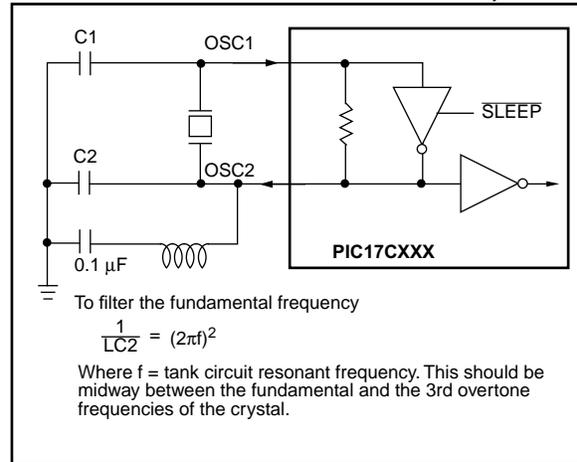 C1
OSC1
SLEEP
C2
OSC2
0.1 μF
PIC17CXXX
To filter the fundamental frequency
1
LC2 = (2πf)2
Where f = tank circuit resonant frequency. This should be
midway between the fundamental and the 3rd overtone
frequencies of the crystal.